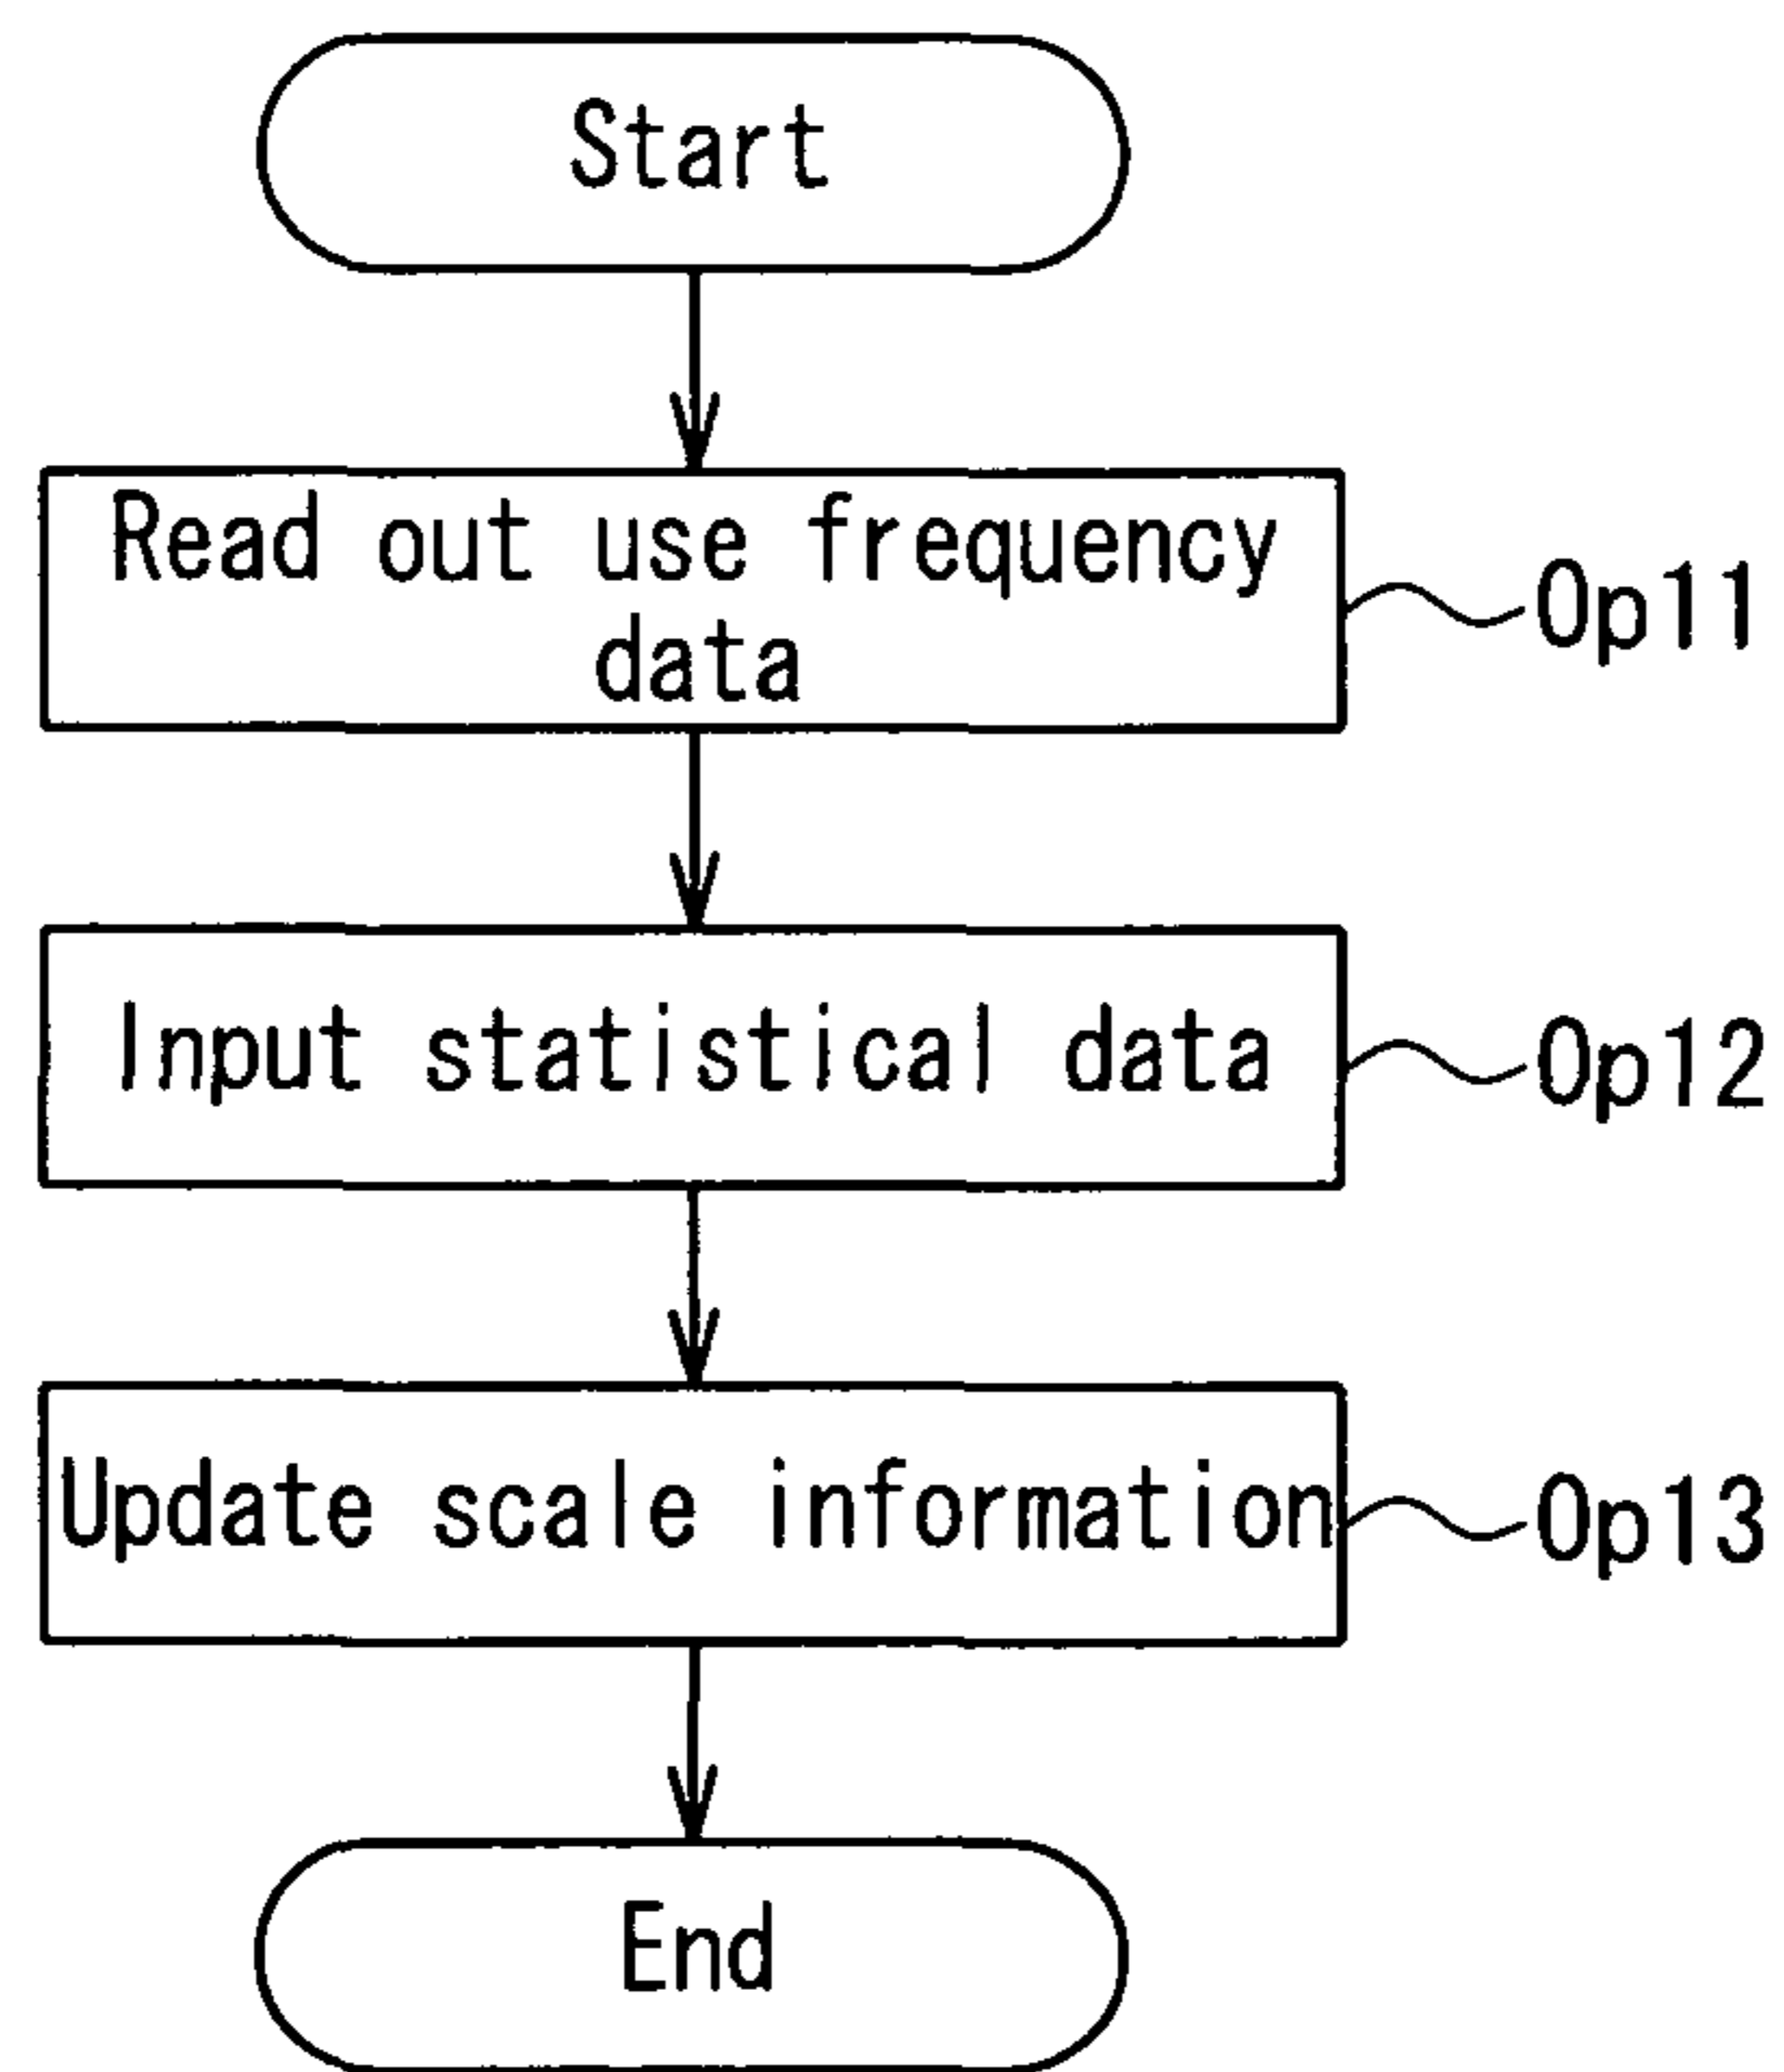 Start
Read out use frequency
data
Op11
Input statistical data
Op12
Update scale information
Op13
End